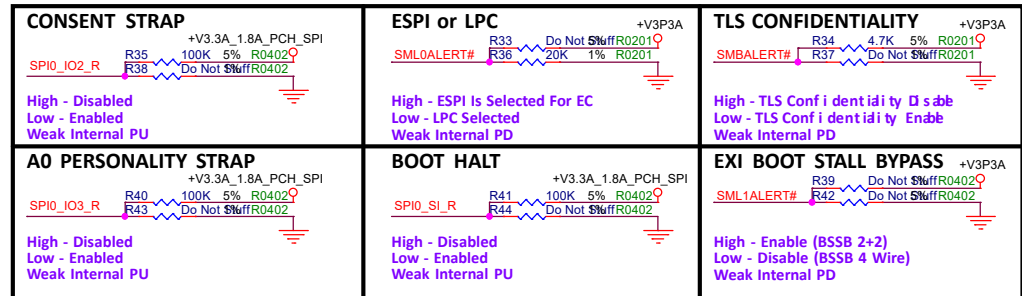 CONSENT STRAP
+V3.3A_1.8A_PCH_SPI
R35 100K 5% R0402
SPI0_IO2_R
R38 Do Not Stuff 1% R0402
High - Disabled
Low - Enabled
Weak Internal PU
ESPI or LPC
+V3P3A
R33 Do Not Stuff 5% R0201
SML0ALERT#
R36 20K 1% R0201
High - ESPI Is Selected For EC
Low - LPC Selected
Weak Internal PD
TLS CONFIDENTIALITY
+V3P3A
R34 4.7K 5% R0201
SMBALERT#
R37 Do Not Stuff 1% R0201
High - TLS Confidentiality Disable
Low - TLS Confidentiality Enable
Weak Internal PD
A0 PERSONALITY STRAP
+V3.3A_1.8A_PCH_SPI
R40 100K 5% R0402
SPI0_IO3_R
R43 Do Not Stuff 1% R0402
High - Disabled
Low - Enabled
Weak Internal PU
BOOT HALT
+V3.3A_1.8A_PCH_SPI
R41 100K 5% R0402
SPI0_SI_R
R44 Do Not Stuff 1% R0402
High - Disabled
Low - Enabled
Weak Internal PU
EXI BOOT STALL BYPASS
+V3P3A
R39 Do Not Stuff 1% R0402
SML1ALERT#
R42 Do Not Stuff 5% R0402
High - Enable (BSSB 2+2)
Low - Disable (BSSB 4 Wire)
Weak Internal PD